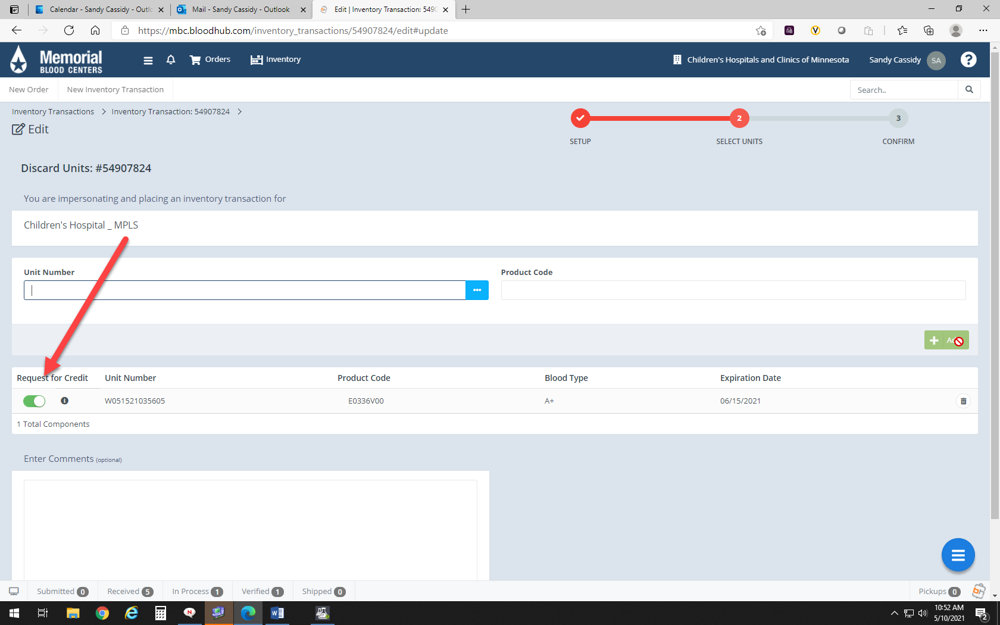 Calendar - Sandy Cassidy - Outlo
Mail - Sandy Cassidy - Outlook
Edit | Inventory Transaction: 549
https://mbc.bloodhub.com/inventory_transactions/54907824/edit#update
Memorial
BLOOD CENTERS
Orders
Inventory
Children's Hospitals and Clinics of Minnesota
Sandy Cassidy
SA
?
New Order
New Inventory Transaction
Search..
Inventory Transactions > Inventory Transaction: 54907824 >
Edit
2
3
SETUP
SELECT UNITS
CONFIRM
Discard Units: #54907824
You are impersonating and placing an inventory transaction for
Children's Hospital _ MPLS
Unit Number
Product Code
Request for Credit
Unit Number
Product Code
Blood Type
Expiration Date
W051521035605
E0336V00
A+
06/15/2021
1 Total Components
Enter Comments (optional)
Submitted 0
Received 5
In Process 1
Verified 1
Shipped 0
Pickups 0
10:52 AM
5/10/2021
2